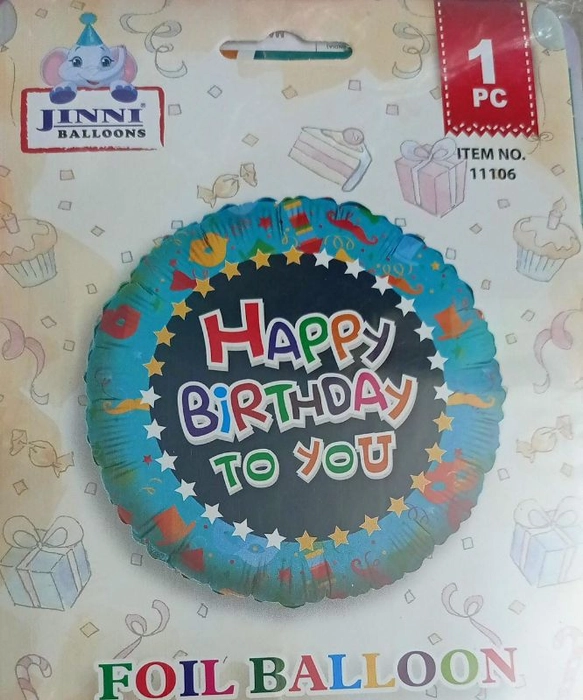 JINNI®
BALLOONS
1
PC
ITEM NO.
11106
HAPPY
BiRTHDAY
TO YOU
FOIL BALLOON